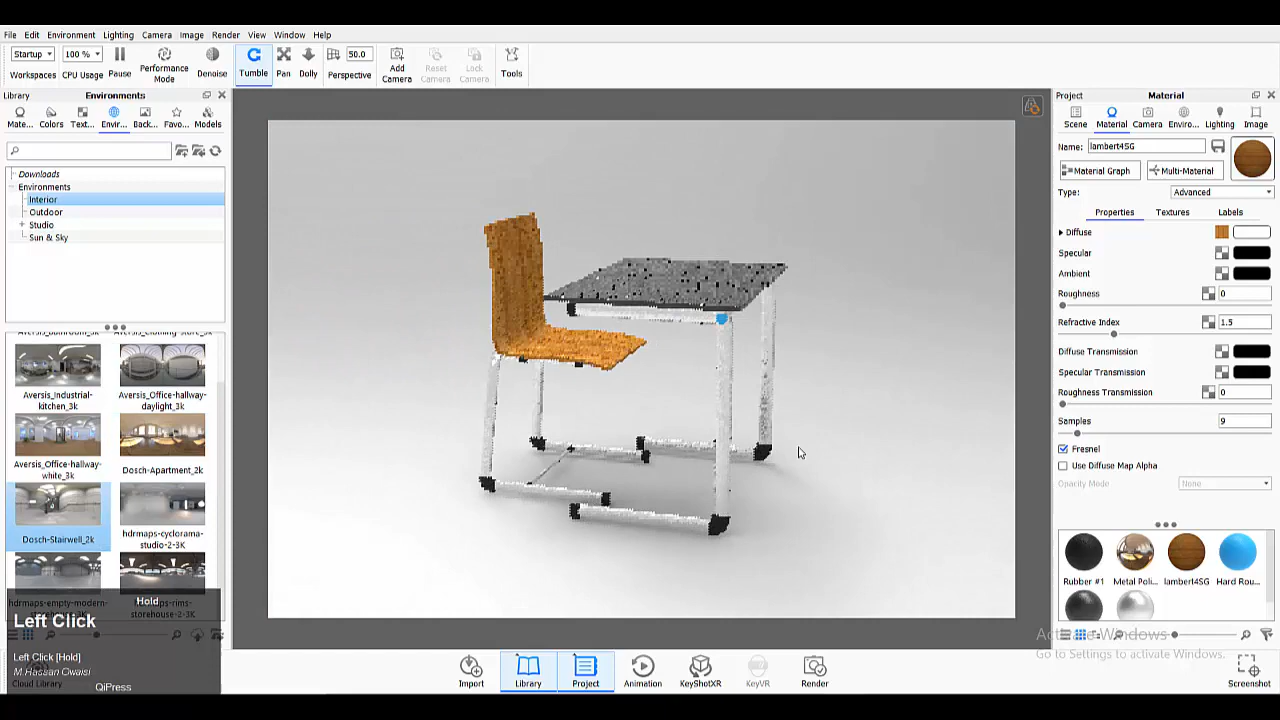 File Edit Environment Lighting Camera Image Render View Window Help
Startup 100 % 50.0
Workspaces CPU Usage Pause Performance Mode Denoise Tumble Pan Dolly Perspective Add Camera Reset Camera Lock Camera Tools
Library Environments
Mate... Colors Text... Envir... Back... Favo... Models
Downloads
Environments
Interior
Outdoor
Studio
Sun & Sky
Aversis_Industrial-kitchen_3k
Aversis_Office-hallway-daylight_3k
Aversis_Office-hallway-white_3k
Dosch-Apartment_2k
Dosch-Stairwell_2k
hdrmaps-cyclorama-studio-2-3K
Hold
Left Click
Left Click [Hold]
M Hassan Owaisi
QiPress
Cloud Library
Project Material
Scene Material Camera Enviro... Lighting Image
Name: lambert4SG
Material Graph Multi-Material
Type: Advanced
Properties Textures Labels
Diffuse
Specular
Ambient
Roughness 0
Refractive Index 1.5
Diffuse Transmission
Specular Transmission
Roughness Transmission 0
Samples 9
Fresnel
Use Diffuse Map Alpha
Opacity Mode None
Rubber #1 Metal Poli... lambert4SG Hard Rou...
Activate Windows
Go to Settings to activate Windows.
Import Library Project Animation KeyShotXR KeyVR Render Screenshot